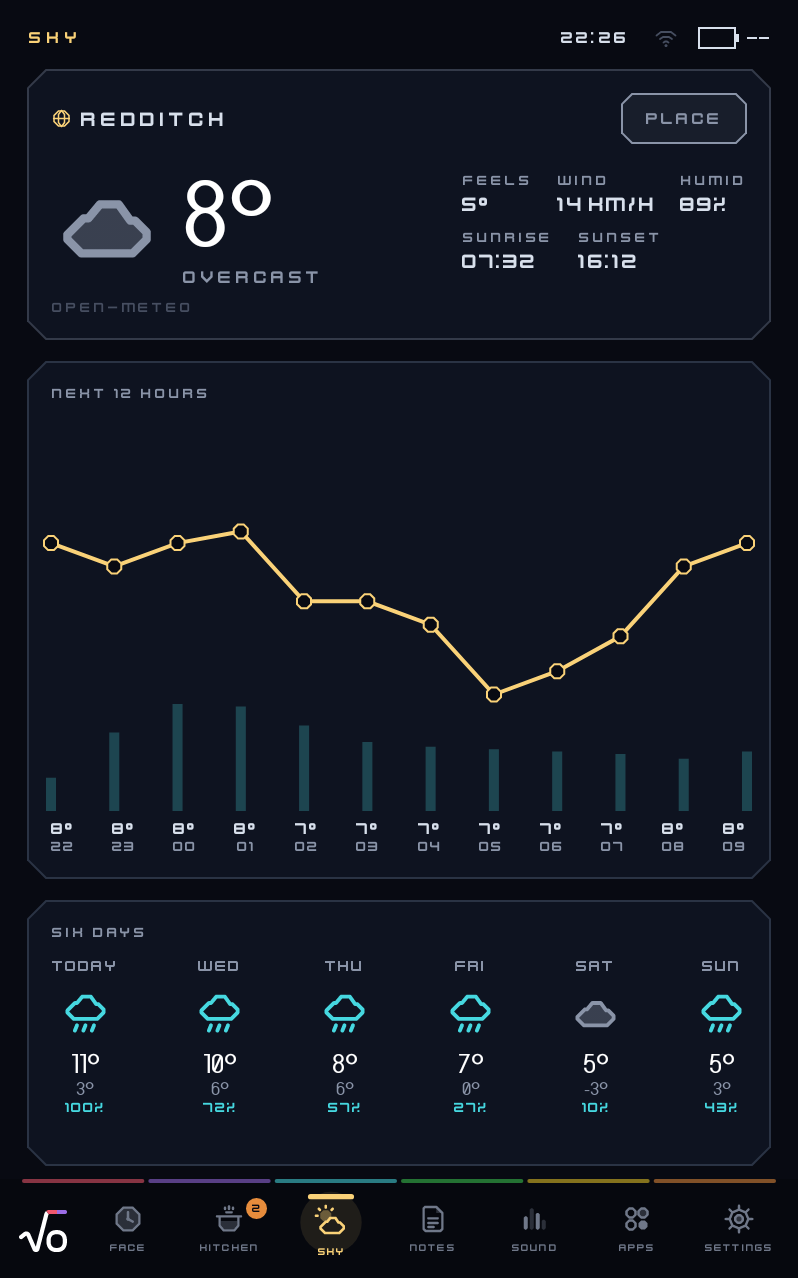 SKY 22:26 --
REDDITCH PLACE
8°
OVERCAST
OPEN-METEO
FEELS WIND HUMID
5° 14 KM/H 89%
SUNRISE SUNSET
07:32 16:12
NEXT 12 HOURS
8° 8° 8° 8° 7° 7° 7° 7° 7° 7° 8° 8°
22 23 00 01 02 03 04 05 06 07 08 09
SIX DAYS
TODAY WED THU FRI SAT SUN
11° 10° 8° 7° 5° 5°
3° 6° 6° 0° -3° 3°
100% 72% 57% 27% 10% 43%
2
FACE KITCHEN SKY NOTES SOUND APPS SETTINGS